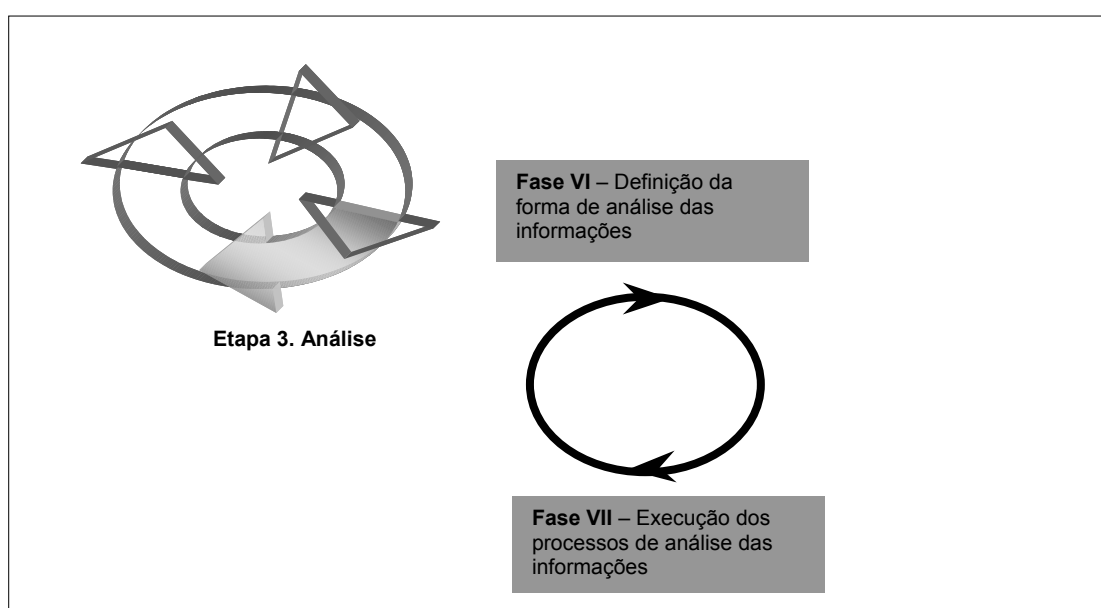 Fase VI – Definição da
forma de análise das
informações
Etapa 3. Análise
Fase VII – Execução dos
processos de análise das
informações